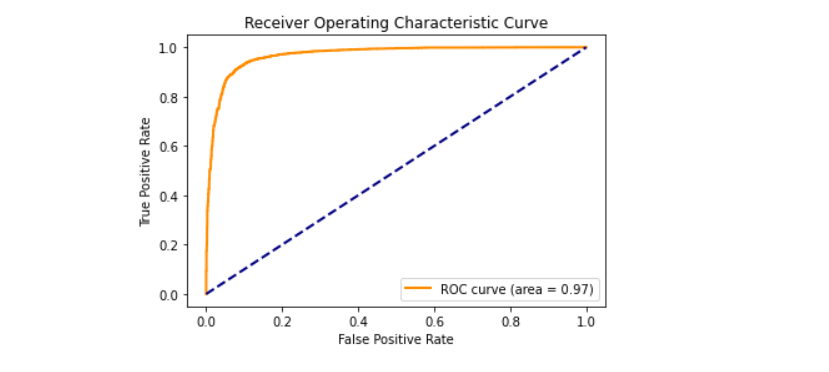 Receiver Operating Characteristic Curve
1.0
0.8
0.6
0.4
0.2
0.0
True Positive Rate
ROC curve (area = 0.97)
0.0 0.2 0.4 0.6 0.8 1.0
False Positive Rate